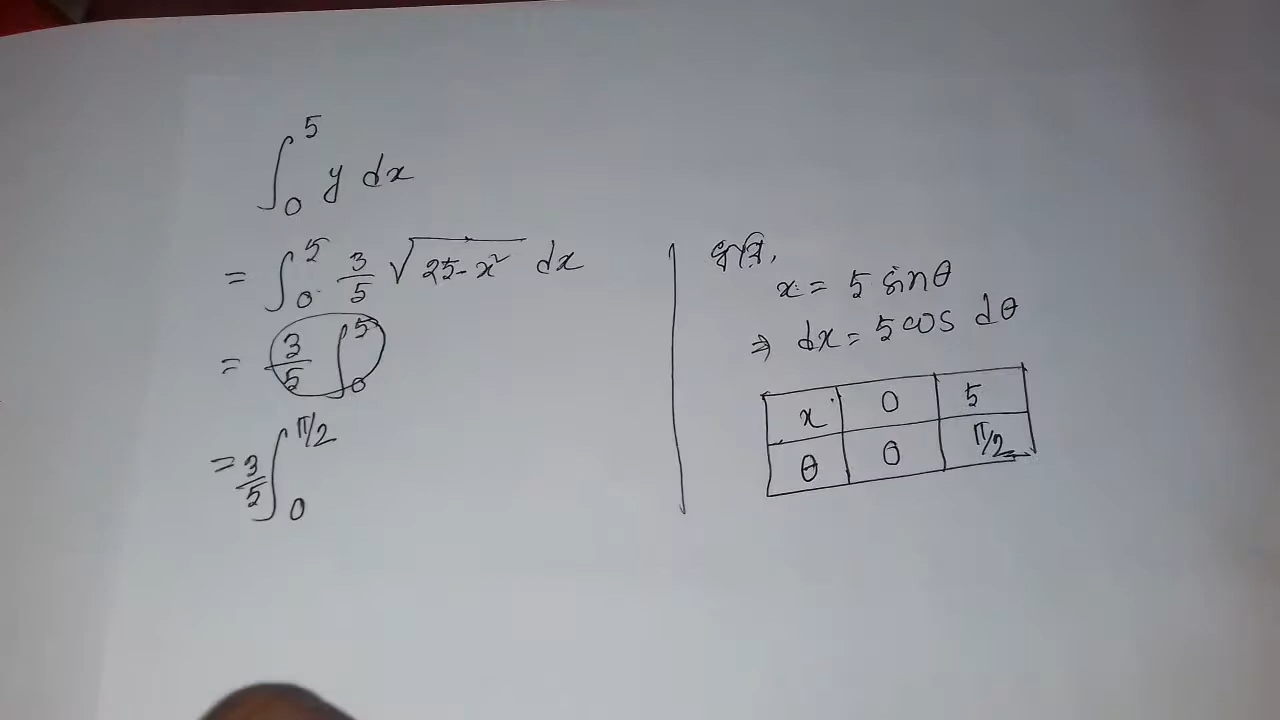 ∫₀⁵ y dx
= ∫₀⁵ 3/5 √(25-x²) dx
= 3/5 ∫₀⁵
= 3/5 ∫₀^(π/2)
ধরি,
x = 5 sinθ
⇒ dx = 5 cos dθ
x 0 5
θ 0 π/2